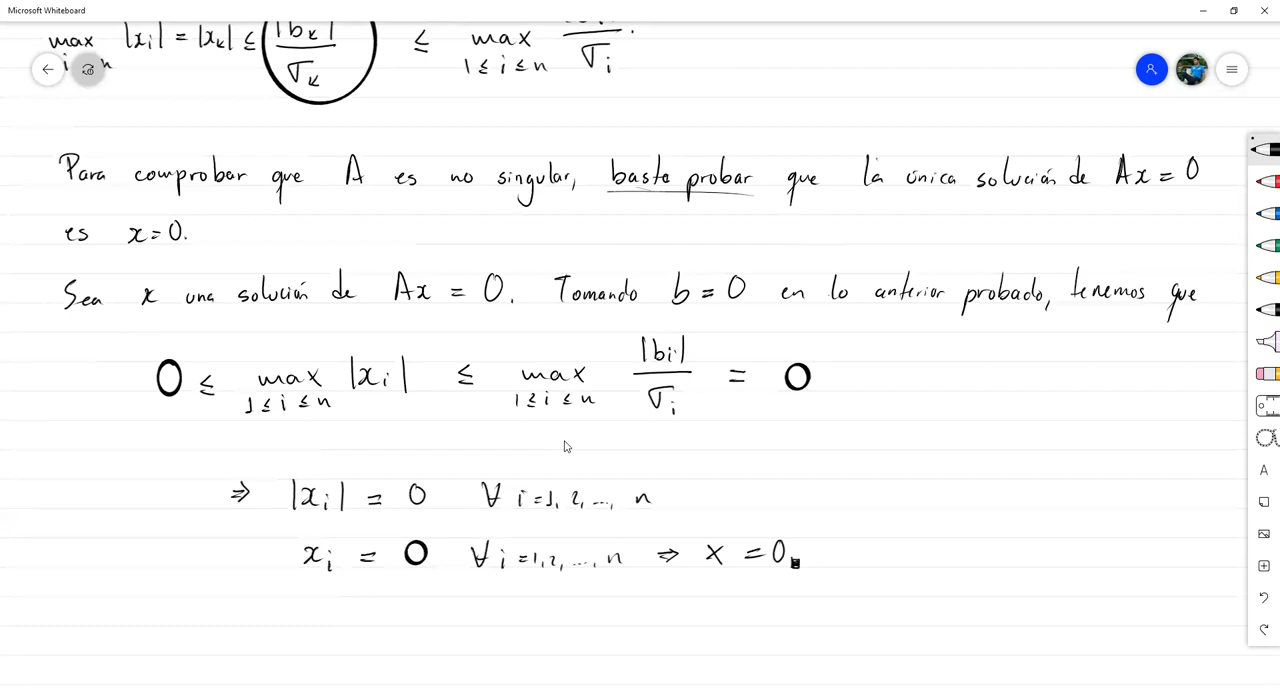 Microsoft Whiteboard
max |xi| = |xk| ≤ |bk| / σk ≤ max / σi .
n 1 ≤ i ≤ n
Para comprobar que A es no singular, basta probar que la única solución de Ax = 0
es x = 0.
Sea x una solución de Ax = 0. Tomando b = 0 en lo anterior probado, tenemos que
0 ≤ max |xi| ≤ max |bi| / σi = 0
1 ≤ i ≤ n 1 ≤ i ≤ n
⇒ |xi| = 0 ∀ i=1, 2, ..., n
xi = 0 ∀ i=1,2,...,n ⇒ x = 0.
A